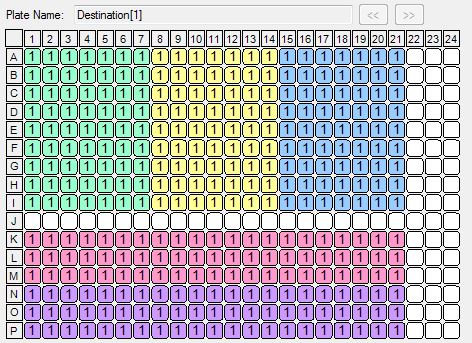 Plate Name: Destination[1] << >>
1 2 3 4 5 6 7 8 9 10 11 12 13 14 15 16 17 18 19 20 21 22 23 24
A 1 1 1 1 1 1 1 1 1 1 1 1 1 1 1 1 1 1 1 1 1
B 1 1 1 1 1 1 1 1 1 1 1 1 1 1 1 1 1 1 1 1 1
C 1 1 1 1 1 1 1 1 1 1 1 1 1 1 1 1 1 1 1 1 1
D 1 1 1 1 1 1 1 1 1 1 1 1 1 1 1 1 1 1 1 1 1
E 1 1 1 1 1 1 1 1 1 1 1 1 1 1 1 1 1 1 1 1 1
F 1 1 1 1 1 1 1 1 1 1 1 1 1 1 1 1 1 1 1 1 1
G 1 1 1 1 1 1 1 1 1 1 1 1 1 1 1 1 1 1 1 1 1
H 1 1 1 1 1 1 1 1 1 1 1 1 1 1 1 1 1 1 1 1 1
I 1 1 1 1 1 1 1 1 1 1 1 1 1 1 1 1 1 1 1 1 1
J
K 1 1 1 1 1 1 1 1 1 1 1 1 1 1 1 1 1 1 1 1 1
L 1 1 1 1 1 1 1 1 1 1 1 1 1 1 1 1 1 1 1 1 1
M 1 1 1 1 1 1 1 1 1 1 1 1 1 1 1 1 1 1 1 1 1
N 1 1 1 1 1 1 1 1 1 1 1 1 1 1 1 1 1 1 1 1 1
O 1 1 1 1 1 1 1 1 1 1 1 1 1 1 1 1 1 1 1 1 1
P 1 1 1 1 1 1 1 1 1 1 1 1 1 1 1 1 1 1 1 1 1